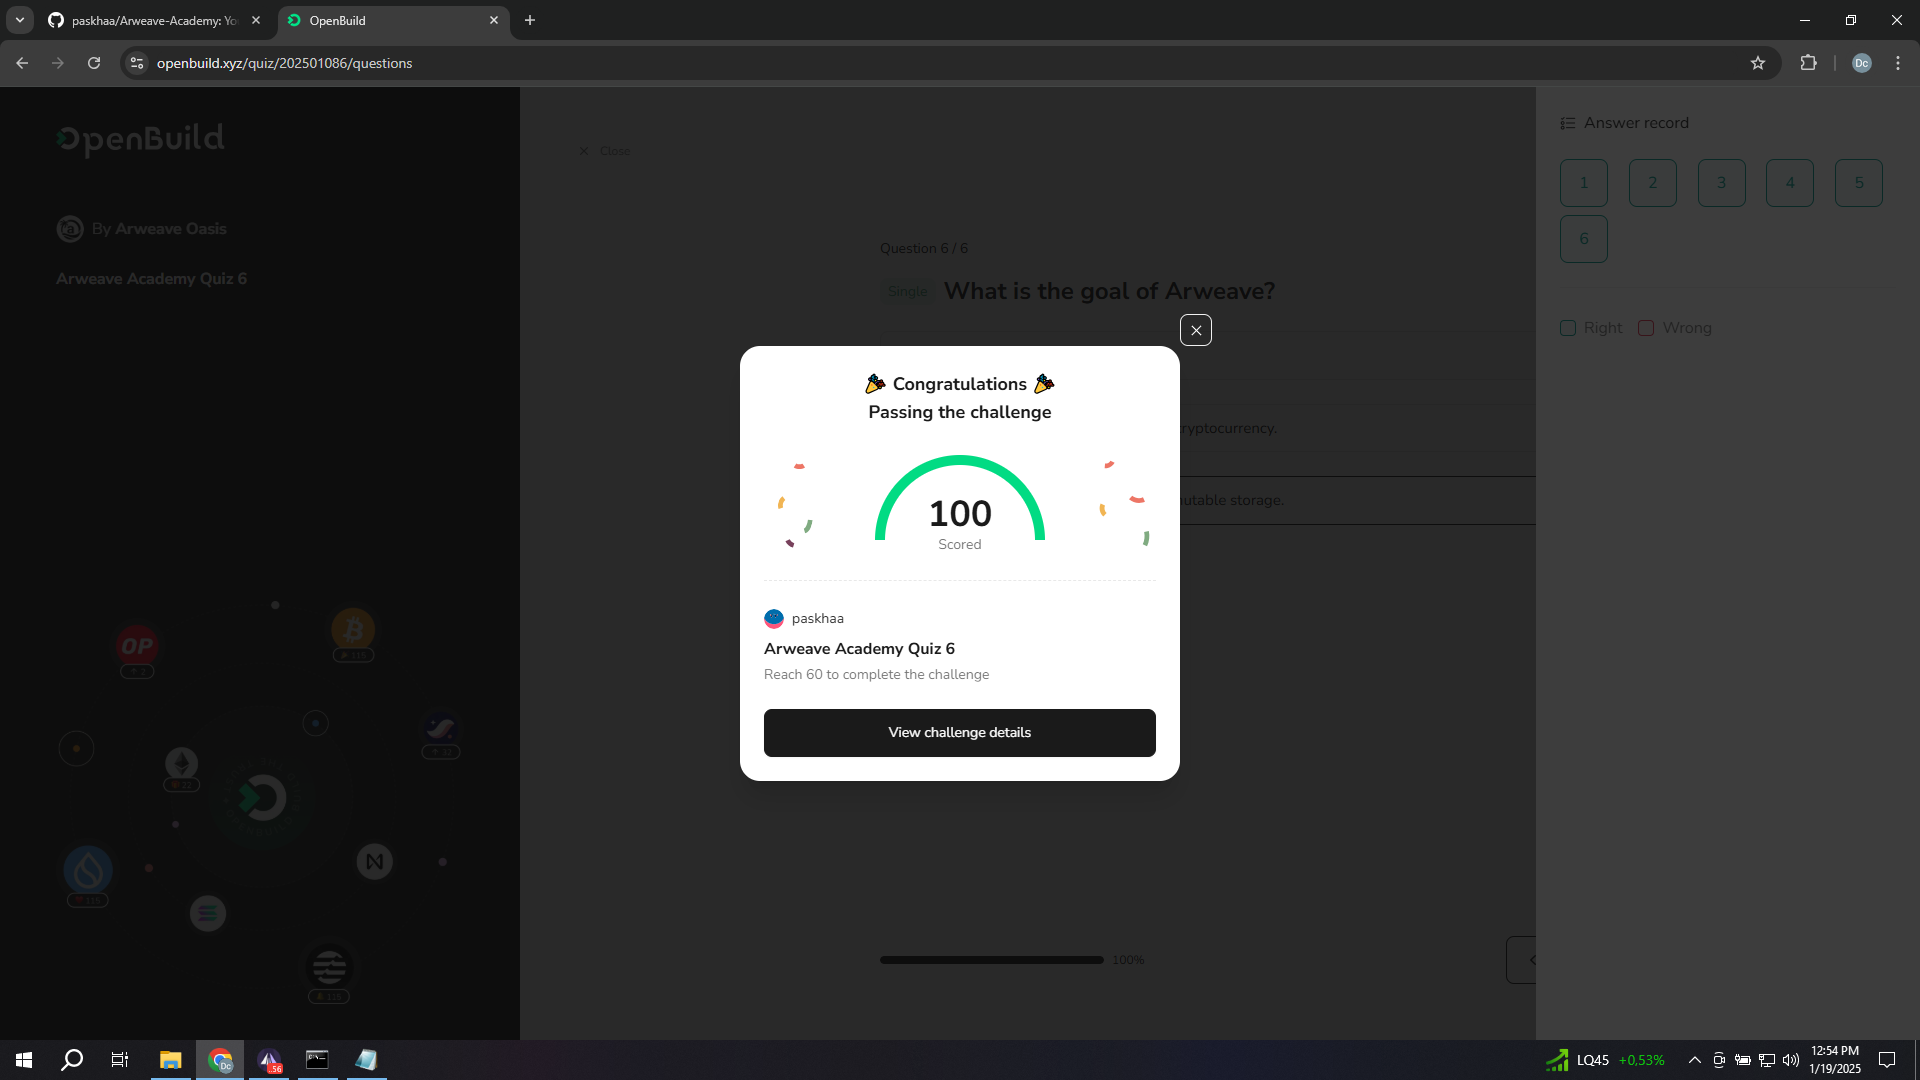 paskhaa/Arweave-Academy: Yo
OpenBuild
openbuild.xyz/quiz/202501086/questions
Dc
OpenBuild
By Arweave Oasis
Arweave Academy Quiz 6
Close
Question 6 / 6
Single
What is the goal of Arweave?
ryptocurrency.
utable storage.
100%
Answer record
1
2
3
4
5
6
Right
Wrong
Congratulations
Passing the challenge
100
Scored
paskhaa
Arweave Academy Quiz 6
Reach 60 to complete the challenge
View challenge details
OP
LQ45 +0,53%
12:54 PM
1/19/2025